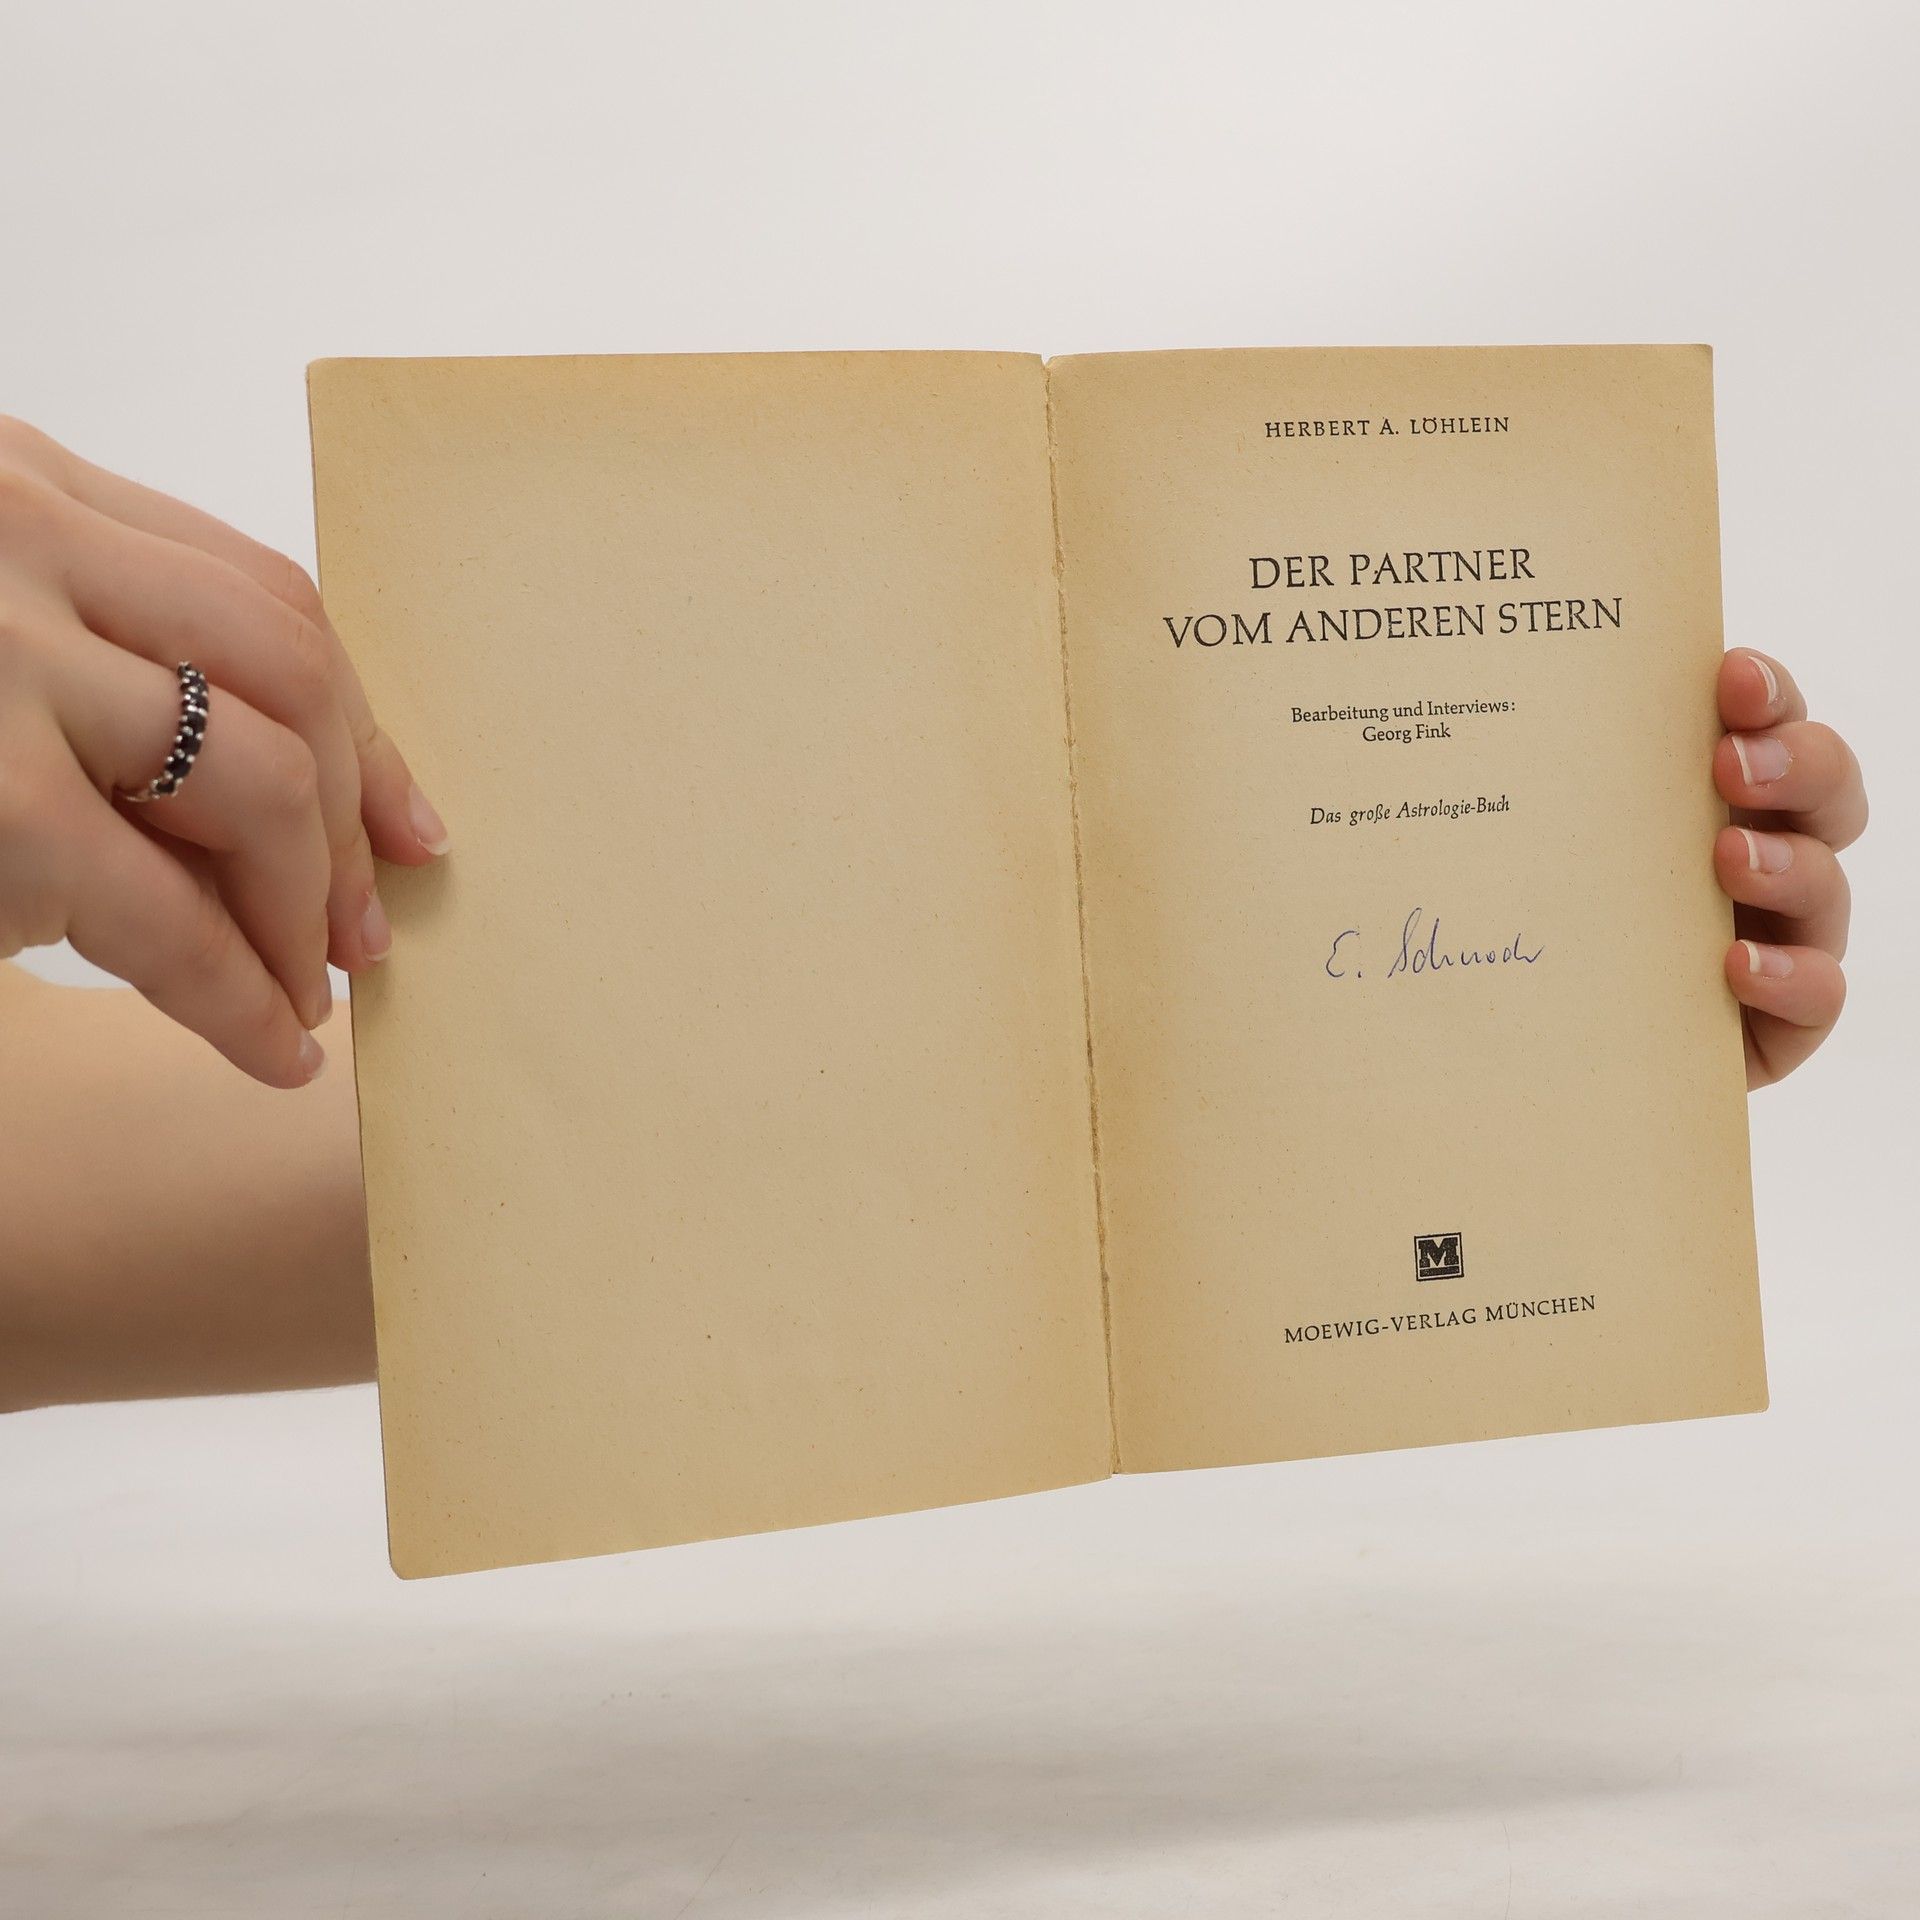 HERBERT A. LÖHLEIN
DER PARTNER
VOM ANDEREN STERN
Bearbeitung und Interviews:
Georg Fink
Das große Astrologie-Buch
E.
M
MOEWIG-VERLAG MÜNCHEN